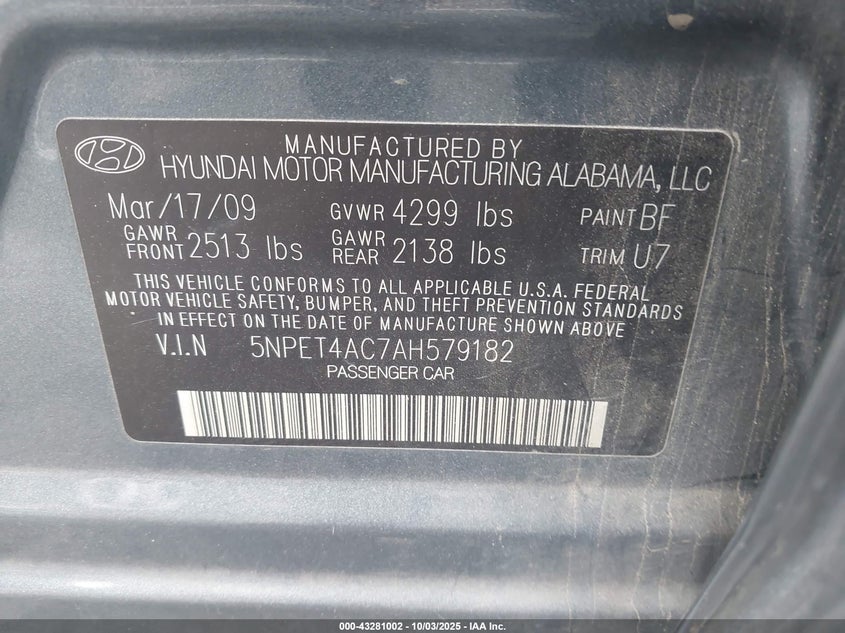 MANUFACTURED BY
HYUNDAI MOTOR MANUFACTURING ALABAMA, LLC
Mar/17/09 GVWR 4299 lbs PAINT BF
GAWR FRONT 2513 lbs GAWR REAR 2138 lbs TRIM U7
THIS VEHICLE CONFORMS TO ALL APPLICABLE U.S.A. FEDERAL
MOTOR VEHICLE SAFETY, BUMPER, AND THEFT PREVENTION STANDARDS
IN EFFECT ON THE DATE OF MANUFACTURE SHOWN ABOVE
V.I.N 5NPET4AC7AH579182
PASSENGER CAR
000-43281002 - 10/03/2025 - IAA Inc.